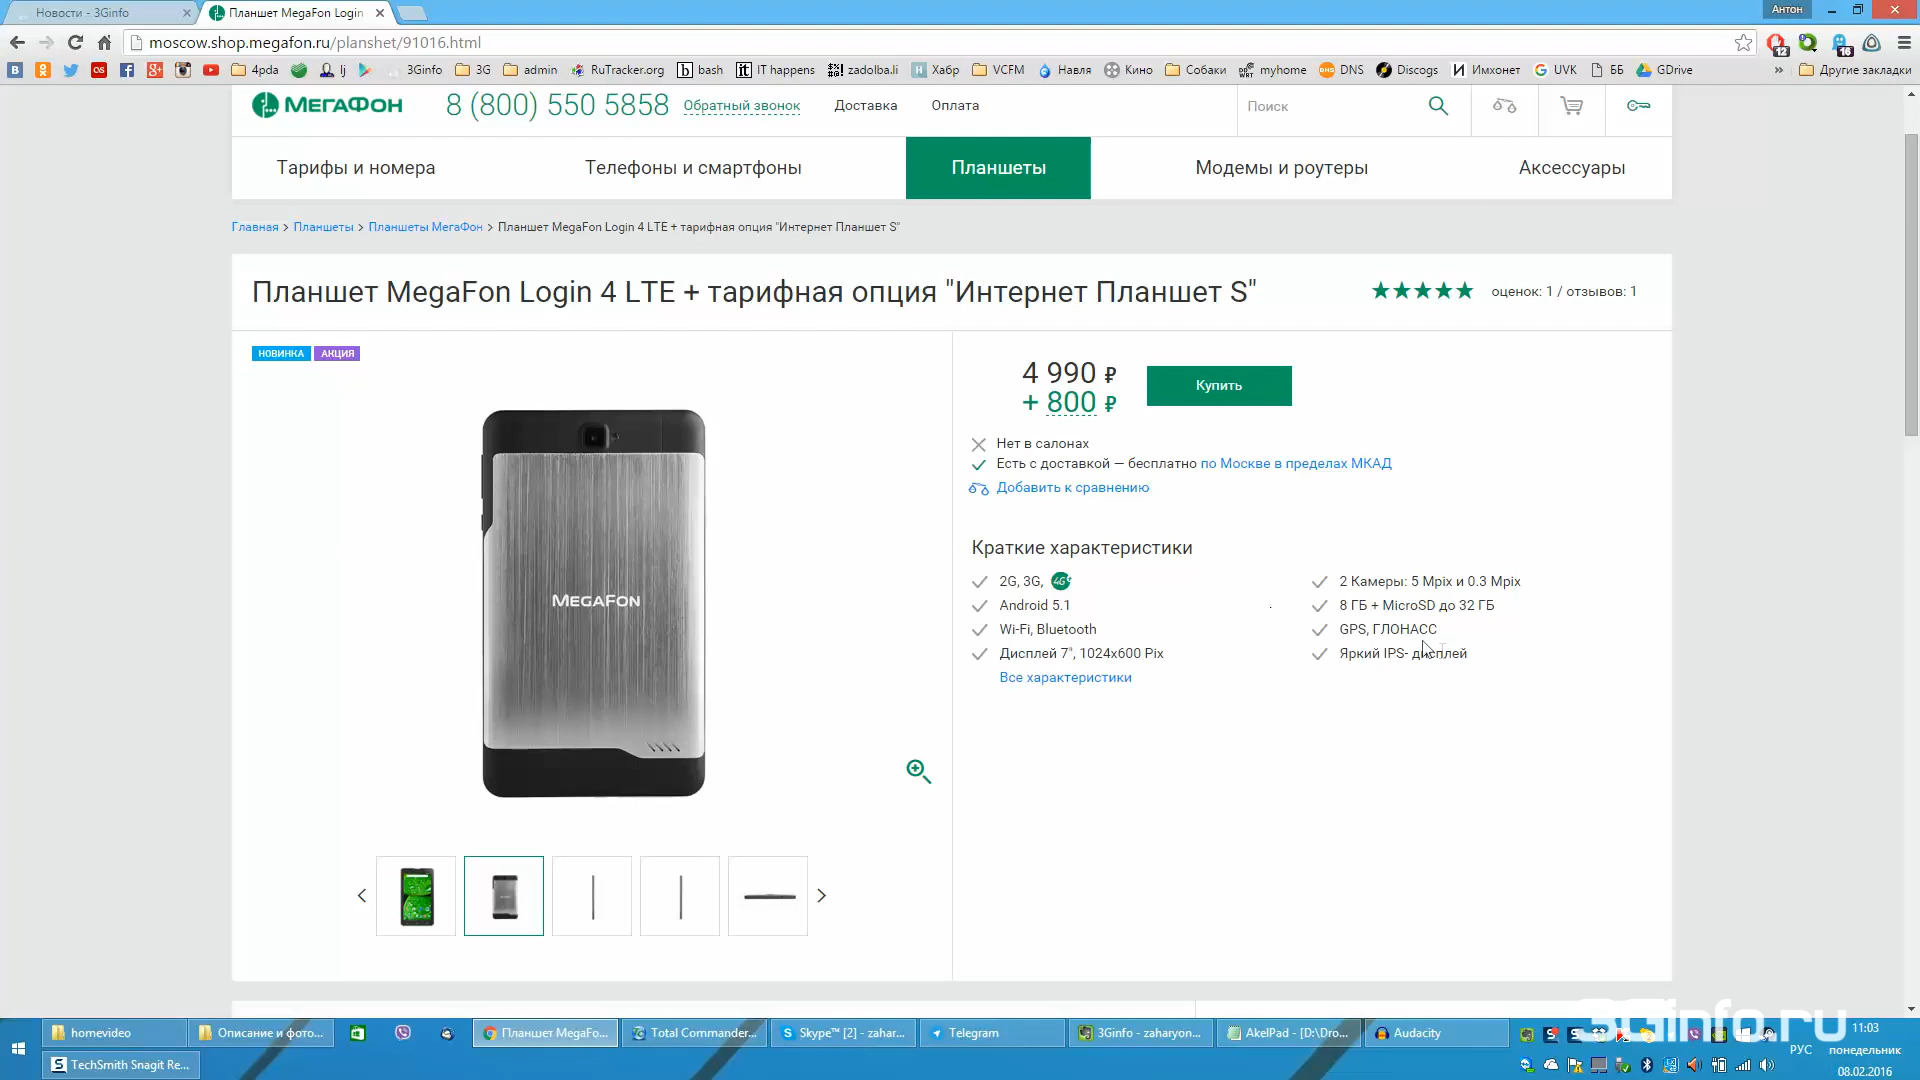 Новости - 3Ginfo
Планшет MegaFon Login
Антон
moscow.shop.megafon.ru/planshet/91016.html
12
16
4pda
lj
3Ginfo
3G
admin
RuTracker.org
bash
IT happens
zadolba.li
Хабр
VCFM
Навля
Кино
Собаки
myhome
DNS
Discogs
Имхонет
UVK
ББ
GDrive
»
Другие закладки
МЕГАФОН
8 (800) 550 5858
Обратный звонок
Доставка
Оплата
Поиск
Тарифы и номера
Телефоны и смартфоны
Планшеты
Модемы и роутеры
Аксессуары
Главная > Планшеты > Планшеты МегаФон > Планшет MegaFon Login 4 LTE + тарифная опция "Интернет Планшет S"
Планшет MegaFon Login 4 LTE + тарифная опция "Интернет Планшет S"
оценок: 1 / отзывов: 1
НОВИНКА
АКЦИЯ
4 990 ₽
+ 800 ₽
Купить
Нет в салонах
Есть с доставкой — бесплатно по Москве в пределах МКАД
Добавить к сравнению
MEGAFON
Краткие характеристики
2G, 3G, 4G+
Android 5.1
Wi-Fi, Bluetooth
Дисплей 7", 1024x600 Pix
Все характеристики
2 Камеры: 5 Mpix и 0.3 Mpix
8 ГБ + MicroSD до 32 ГБ
GPS, ГЛОНАСС
Яркий IPS- дисплей
3Ginfo.ru
homevideo
Описание и фото...
Планшет MegaFo...
Total Commander...
Skype™ [2] - zahar...
Telegram
3Ginfo - zaharyon...
AkelPad - [D:\Dro...
Audacity
TechSmith Snagit Re...
РУС
11:03
понедельник
08.02.2016